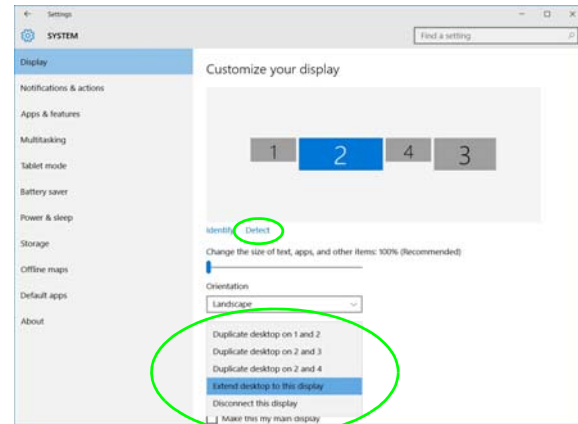 Settings
SYSTEM
Find a setting
Display
Notifications & actions
Apps & features
Multitasking
Tablet mode
Battery saver
Power & sleep
Storage
Offline maps
Default apps
About
Customize your display
1 2 4 3
Identify Detect
Change the size of text, apps, and other items: 100% (Recommended)
Orientation
Landscape
Duplicate desktop on 1 and 2
Duplicate desktop on 2 and 3
Duplicate desktop on 2 and 4
Extend desktop to this display
Disconnect this display
Make this my main display